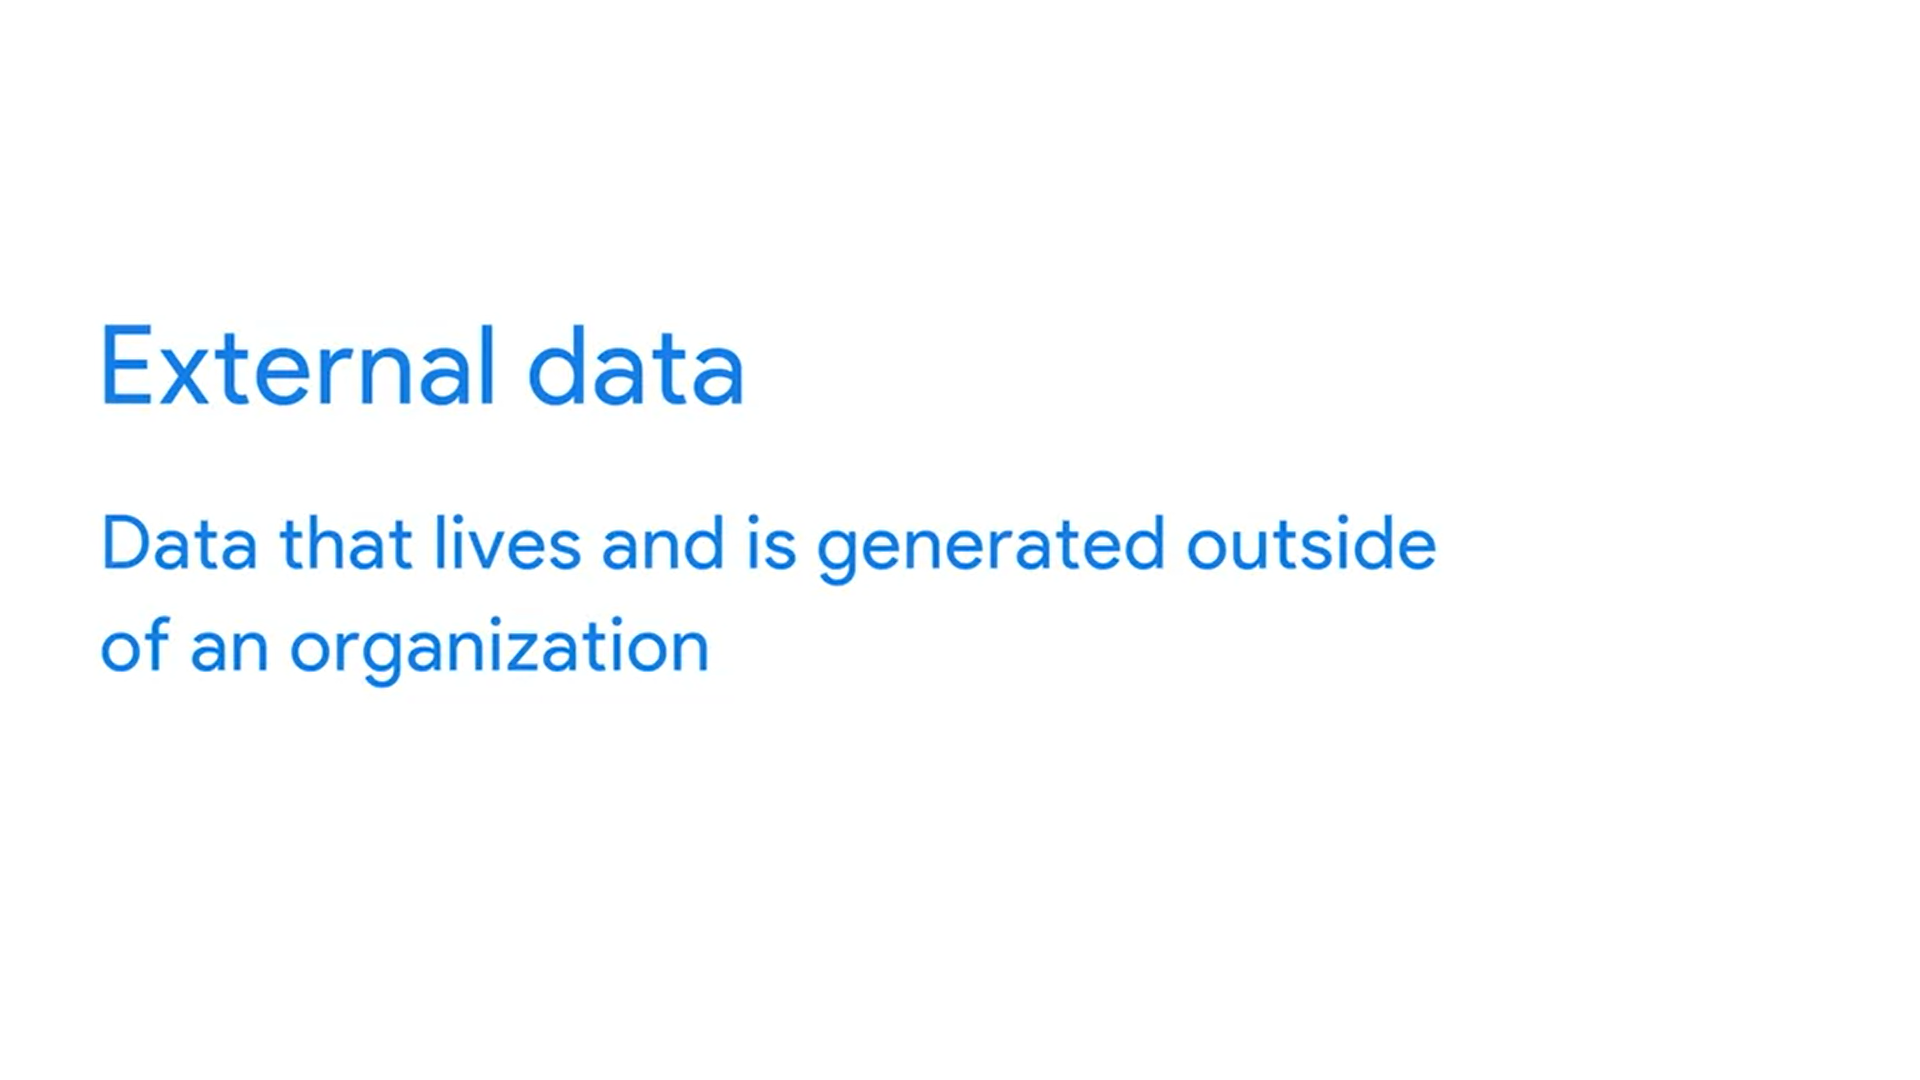 External data
Data that lives and is generated outside
of an organization